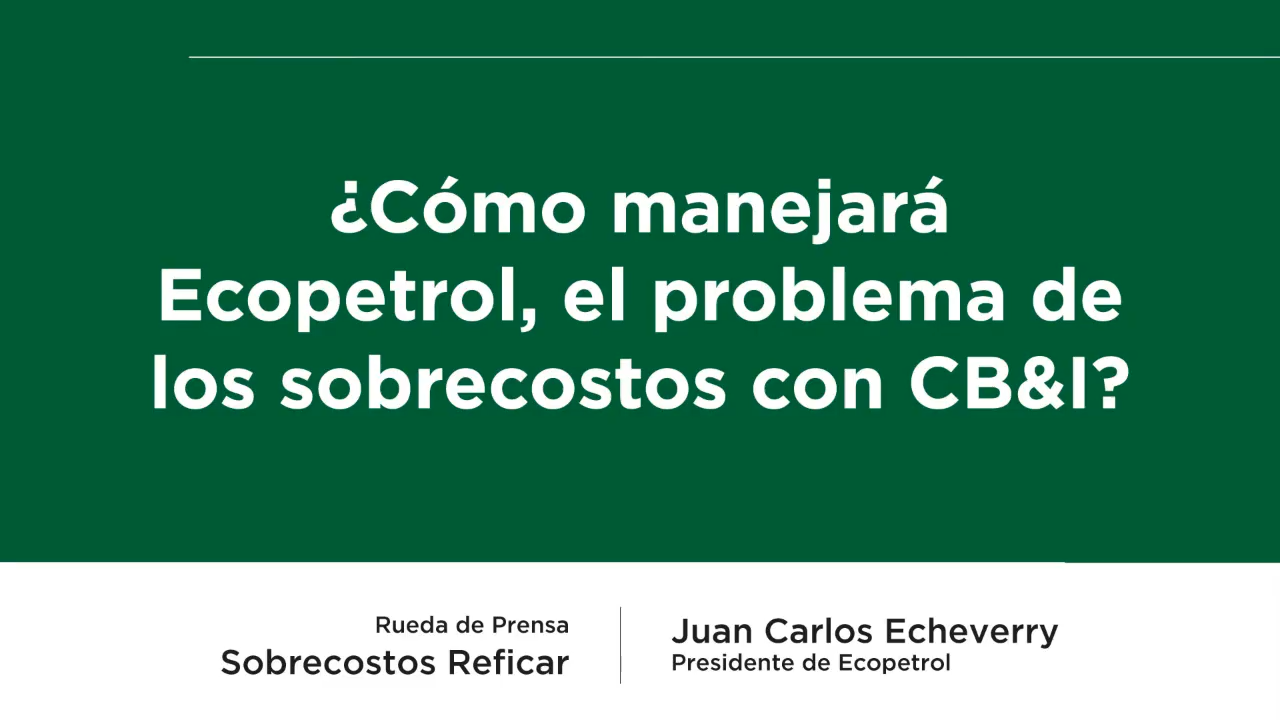 ¿Cómo manejará
Ecopetrol, el problema de
los sobrecostos con CB&I?
Rueda de Prensa
Sobrecostos Reficar
Juan Carlos Echeverry
Presidente de Ecopetrol